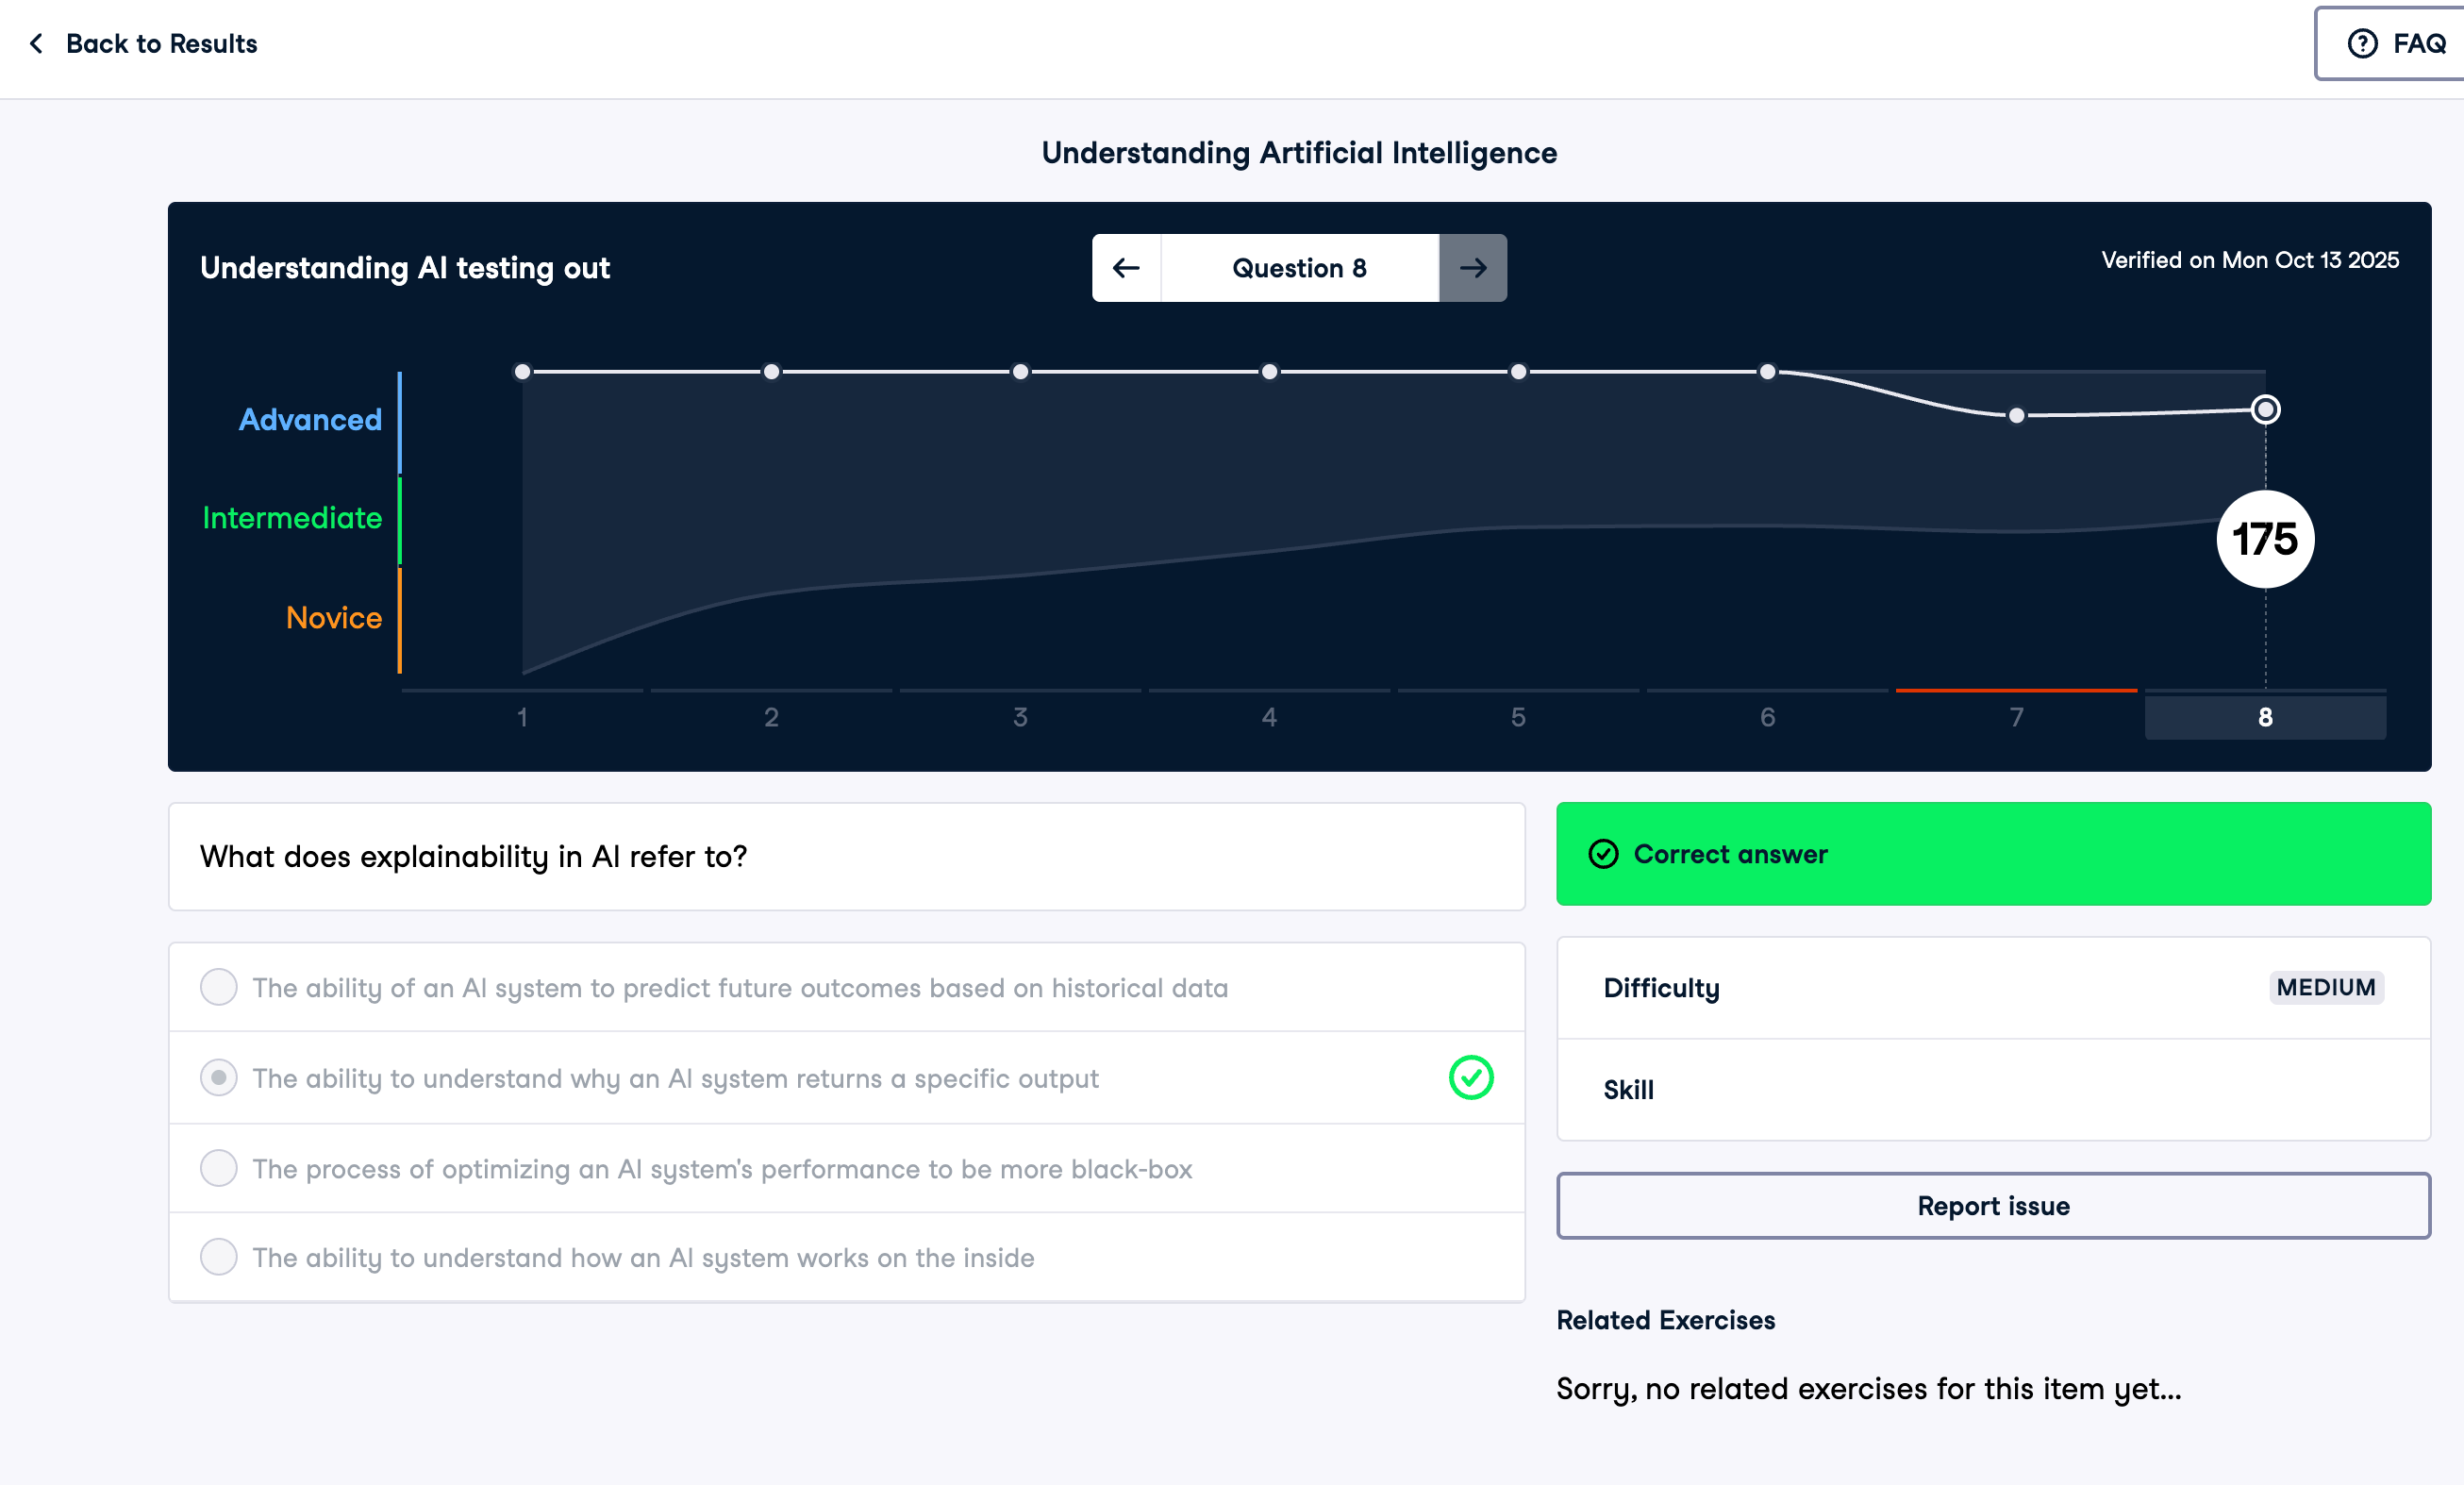 Back to Results
FAQ
Understanding Artificial Intelligence
Understanding AI testing out
Question 8
Verified on Mon Oct 13 2025
Advanced
Intermediate
Novice
175
1 2 3 4 5 6 7 8
What does explainability in AI refer to?
The ability of an AI system to predict future outcomes based on historical data
The ability to understand why an AI system returns a specific output
The process of optimizing an AI system's performance to be more black-box
The ability to understand how an AI system works on the inside
Correct answer
Difficulty MEDIUM
Skill
Report issue
Related Exercises
Sorry, no related exercises for this item yet...